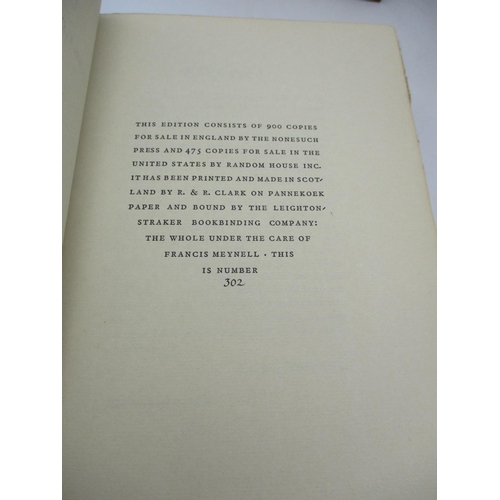 THIS EDITION CONSISTS OF 900 COPIES
FOR SALE IN ENGLAND BY THE NONESUCH
PRESS AND 475 COPIES FOR SALE IN THE
UNITED STATES BY RANDOM HOUSE INC.
IT HAS BEEN PRINTED AND MADE IN SCOT-
LAND BY R. & R. CLARK ON PANNEKOEK
PAPER AND BOUND BY THE LEIGHTON-
STRAKER BOOKBINDING COMPANY:
THE WHOLE UNDER THE CARE OF
FRANCIS MEYNELL · THIS
IS NUMBER
302